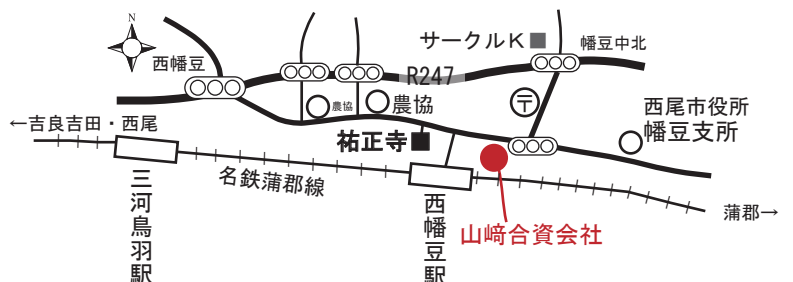 N
サークルK
幡豆中北
西幡豆
R247
農協
農協
〒
西尾市役所
幡豆支所
←吉良吉田・西尾
祐正寺
名鉄蒲郡線
三河鳥羽駅
西幡豆駅
山﨑合資会社
蒲郡→